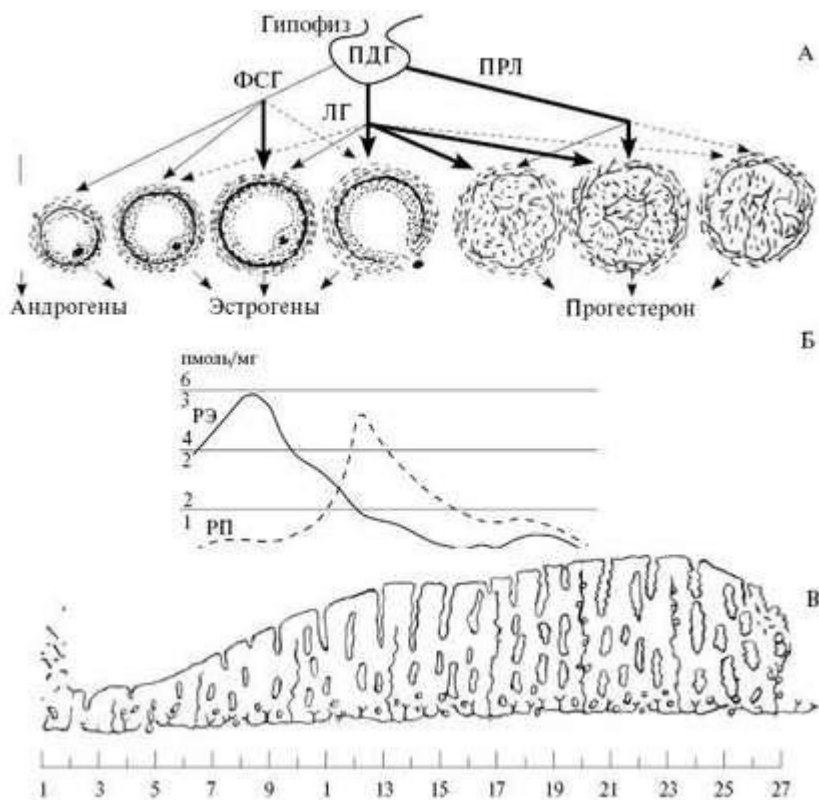 Гипофиз
ПДГ
А
ПРЛ
ФСГ
ЛГ
Андрогены Эстрогены Прогестерон
Б
пмоль/мг
6
3
РЭ
4
2
2
1 РП
В
1 3 5 7 9 1 13 15 17 19 21 23 25 27